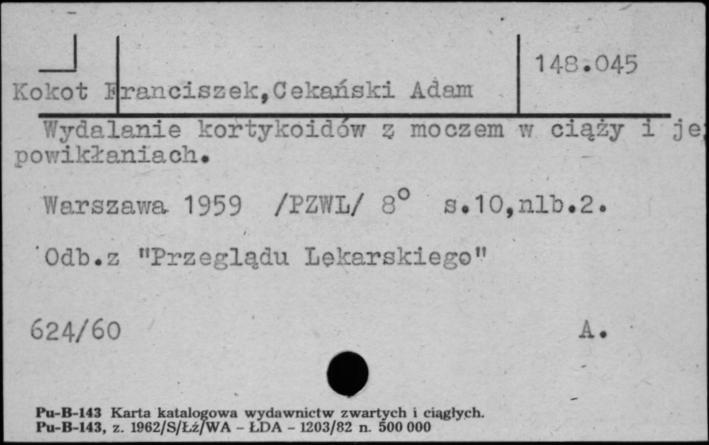 148.045
Kokot Franciszek,Cekański Adam
Wydalanie kortykoidów z moczem w ciąży i jej
powikłaniach.
Warszawa 1959 /PZWL/ 8° s.10,nlb.2.
Odb.z "Przeglądu Lekarskiego"
624/60 A.
Pu-B-143 Karta katalogowa wydawnictw zwartych i ciągłych.
Pu-B-143, z. 1962/S/Łź/WA - ŁDA - 1203/82 n. 500 000